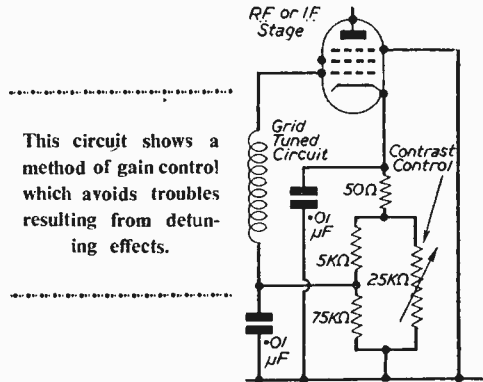 R.F. or I.F.
Stage
This circuit shows a
method of gain control
which avoids troubles
resulting from detun-
ing effects.
Grid
Tuned
Circuit
Contrast
Control
50Ω
·01
µF
5KΩ
25KΩ
75KΩ
·01
µF